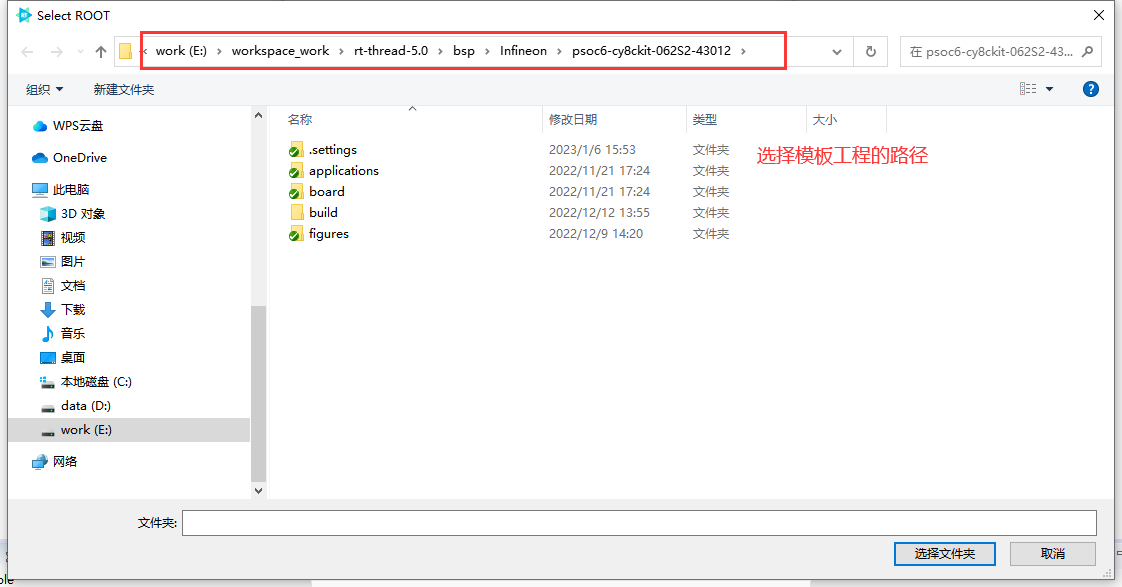 Select ROOT
« work (E:) › workspace_work › rt-thread-5.0 › bsp › Infineon › psoc6-cy8ckit-062S2-43012 ›
在 psoc6-cy8ckit-062S2-43...
组织 新建文件夹
名称 修改日期 类型 大小
WPS云盘
OneDrive
此电脑
3D 对象
视频
图片
文档
下载
音乐
桌面
本地磁盘 (C:)
data (D:)
work (E:)
网络
.settings 2023/1/6 15:53 文件夹
applications 2022/11/21 17:24 文件夹
board 2022/11/21 17:24 文件夹
build 2022/12/12 13:55 文件夹
figures 2022/12/9 14:20 文件夹
选择模板工程的路径
文件夹:
选择文件夹 取消